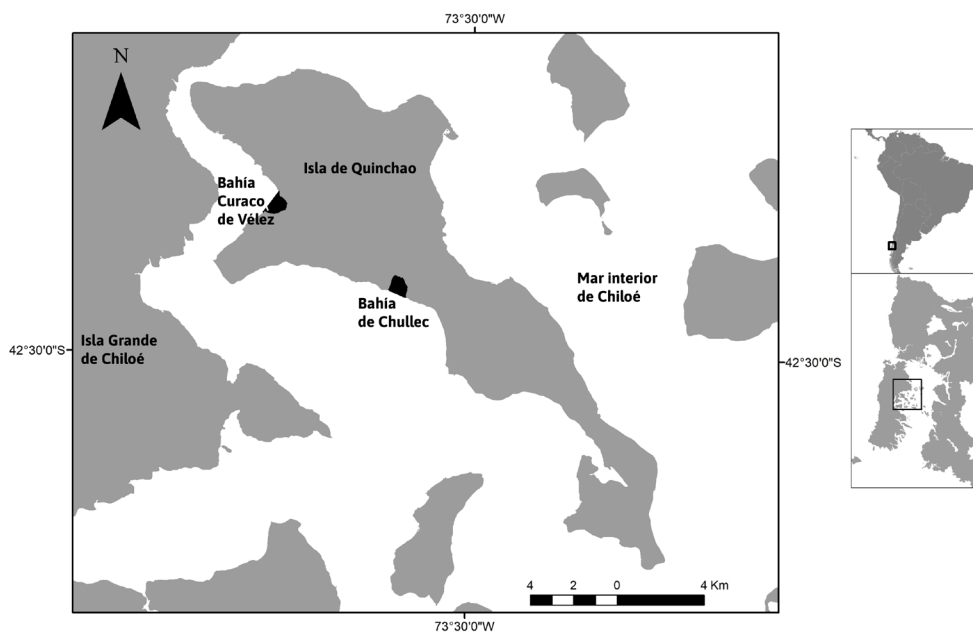 73°30'0"W
N
Isla de Quinchao
Bahía
Curaco
de Vélez
Mar interior
de Chiloé
Bahía
de Chullec
Isla Grande
de Chiloé
42°30'0"S
42°30'0"S
4 2 0 4 Km
73°30'0"W